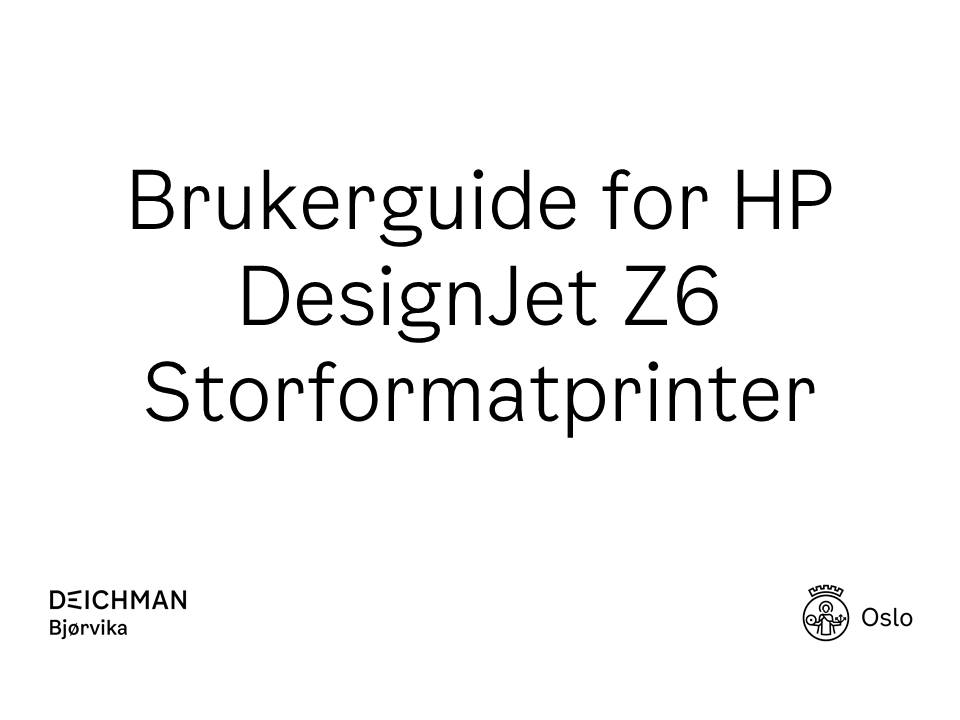 Brukerguide for HP
DesignJet Z6
Storformatprinter
DEICHMAN
Bjørvika
Oslo